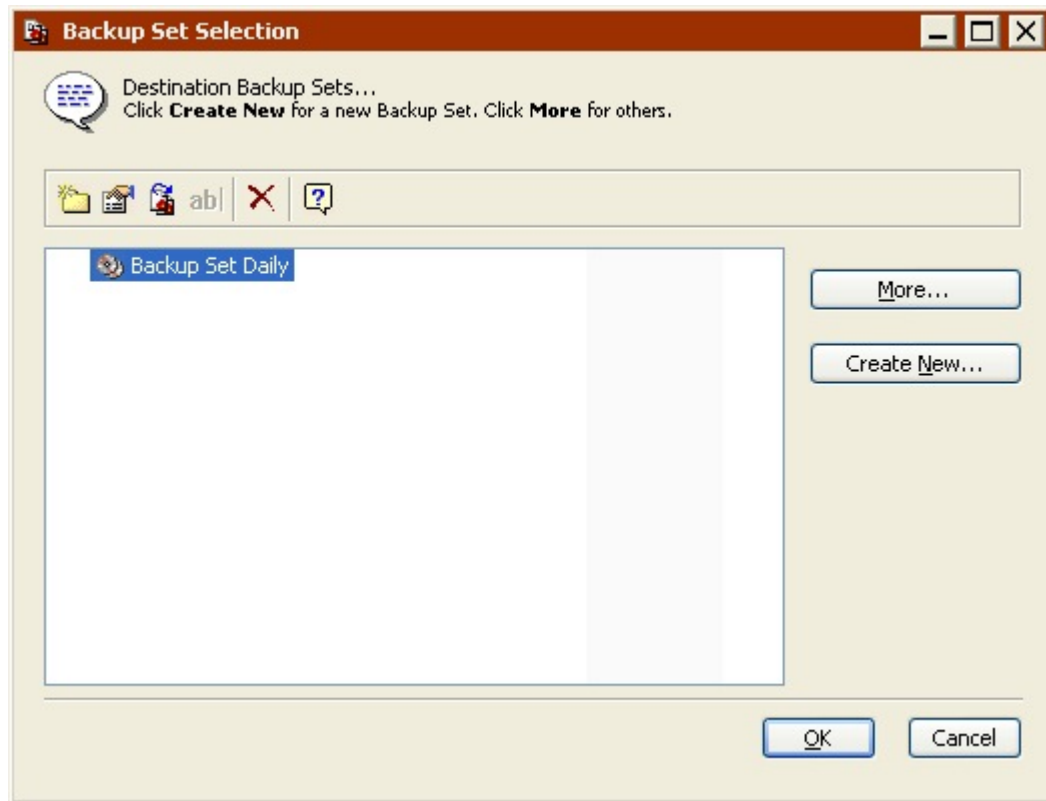 Backup Set Selection
Destination Backup Sets...
Click Create New for a new Backup Set. Click More for others.
ab|
Backup Set Daily
More...
Create New...
OK
Cancel